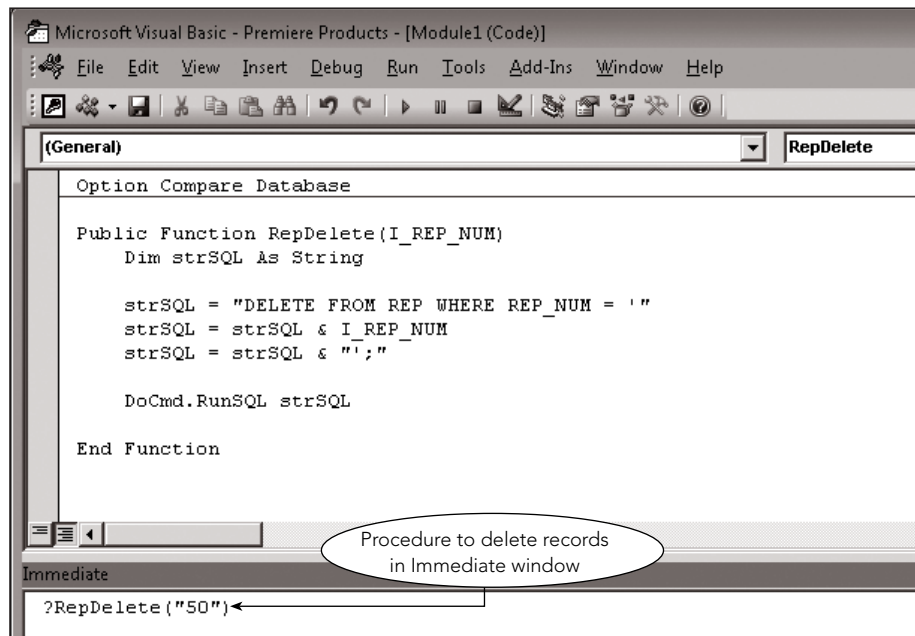 Microsoft Visual Basic - Premiere Products - [Module1 (Code)]
File Edit View Insert Debug Run Tools Add-Ins Window Help
(General) RepDelete
Option Compare Database
Public Function RepDelete(I_REP_NUM)
Dim strSQL As String
strSQL = "DELETE FROM REP WHERE REP_NUM = '"
strSQL = strSQL & I_REP_NUM
strSQL = strSQL & "';"
DoCmd.RunSQL strSQL
End Function
Procedure to delete records
in Immediate window
Immediate
?RepDelete("50")